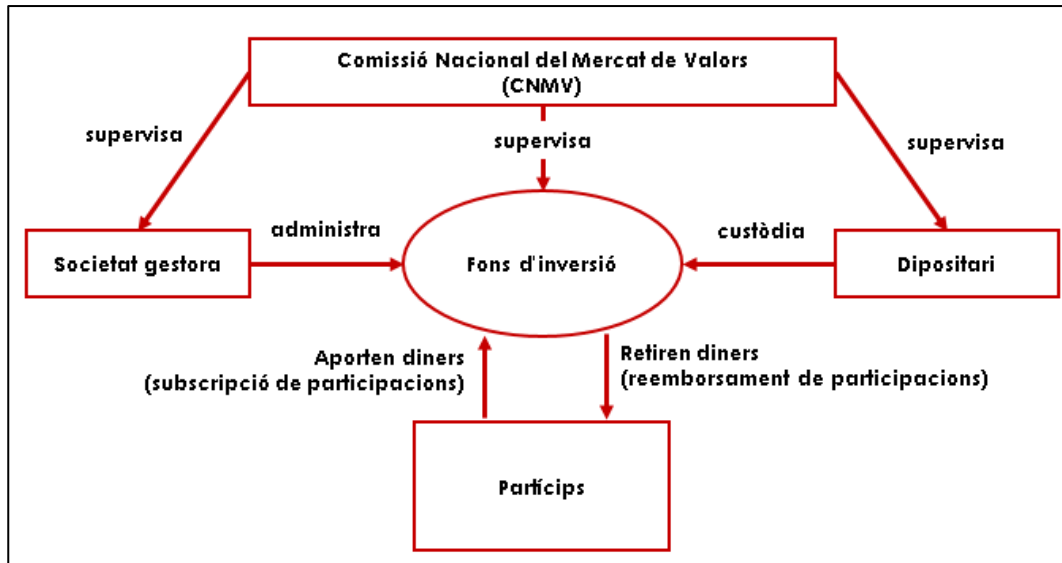 Comissió Nacional del Mercat de Valors
(CNMV)
supervisa
supervisa
supervisa
administra
custòdia
Societat gestora
Fons d'inversió
Dipositari
Aporten diners
(subscripció de participacions)
Retiren diners
(reemborsament de participacions)
Partícips